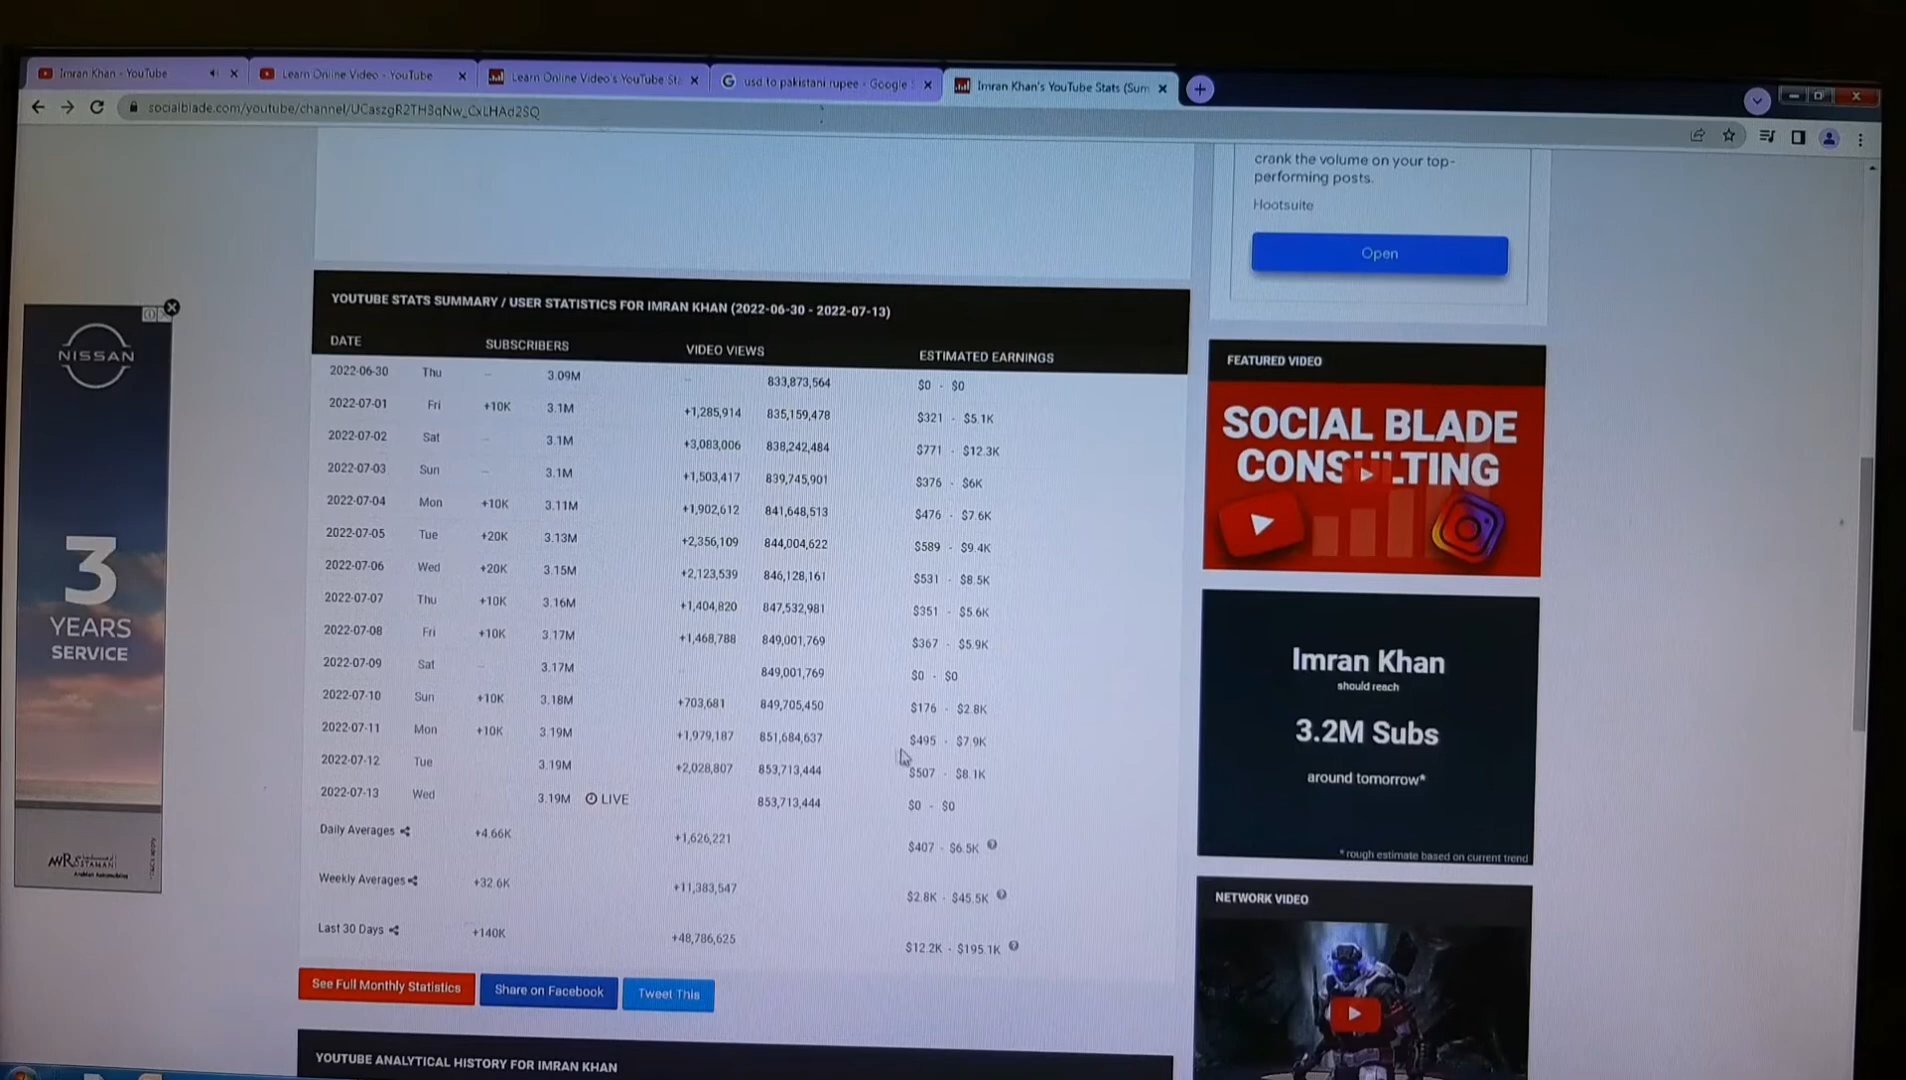 Imran Khan - YouTube
Learn Online Video - YouTube
Learn Online Video's YouTube St
usd to pakistani rupee - Google
Imran Khan's YouTube Stats (Sum
socialblade.com/youtube/channel/UCaszgR2TH3qNw_CxLHAd2SQ
crank the volume on your top-
performing posts.
Hootsuite
Open
NISSAN
3
YEARS
SERVICE
YOUTUBE STATS SUMMARY / USER STATISTICS FOR IMRAN KHAN (2022-06-30 - 2022-07-13)
DATE SUBSCRIBERS VIDEO VIEWS ESTIMATED EARNINGS
2022-06-30 Thu -- 3.09M -- 833,873,564 $0 - $0
2022-07-01 Fri +10K 3.1M +1,285,914 835,159,478 $321 - $5.1K
2022-07-02 Sat -- 3.1M +3,083,006 838,242,484 $771 - $12.3K
2022-07-03 Sun -- 3.1M +1,503,417 839,745,901 $376 - $6K
2022-07-04 Mon +10K 3.11M +1,902,612 841,648,513 $476 - $7.6K
2022-07-05 Tue +20K 3.13M +2,356,109 844,004,622 $589 - $9.4K
2022-07-06 Wed +20K 3.15M +2,123,539 846,128,161 $531 - $8.5K
2022-07-07 Thu +10K 3.16M +1,404,820 847,532,981 $351 - $5.6K
2022-07-08 Fri +10K 3.17M +1,468,788 849,001,769 $367 - $5.9K
2022-07-09 Sat -- 3.17M 849,001,769 $0 - $0
2022-07-10 Sun +10K 3.18M +703,681 849,705,450 $176 - $2.8K
2022-07-11 Mon +10K 3.19M +1,979,187 851,684,637 $495 - $7.9K
2022-07-12 Tue 3.19M +2,028,807 853,713,444 $507 - $8.1K
2022-07-13 Wed 3.19M LIVE 853,713,444 $0 - $0
Daily Averages +4.66K +1,626,221 $407 - $6.5K
Weekly Averages +32.6K +11,383,547 $2.8K - $45.5K
Last 30 Days +140K +48,786,625 $12.2K - $195.1K
See Full Monthly Statistics
Share on Facebook
Tweet This
YOUTUBE ANALYTICAL HISTORY FOR IMRAN KHAN
FEATURED VIDEO
SOCIAL BLADE
Imran Khan
should reach
3.2M Subs
around tomorrow*
* rough estimate based on current trend
NETWORK VIDEO